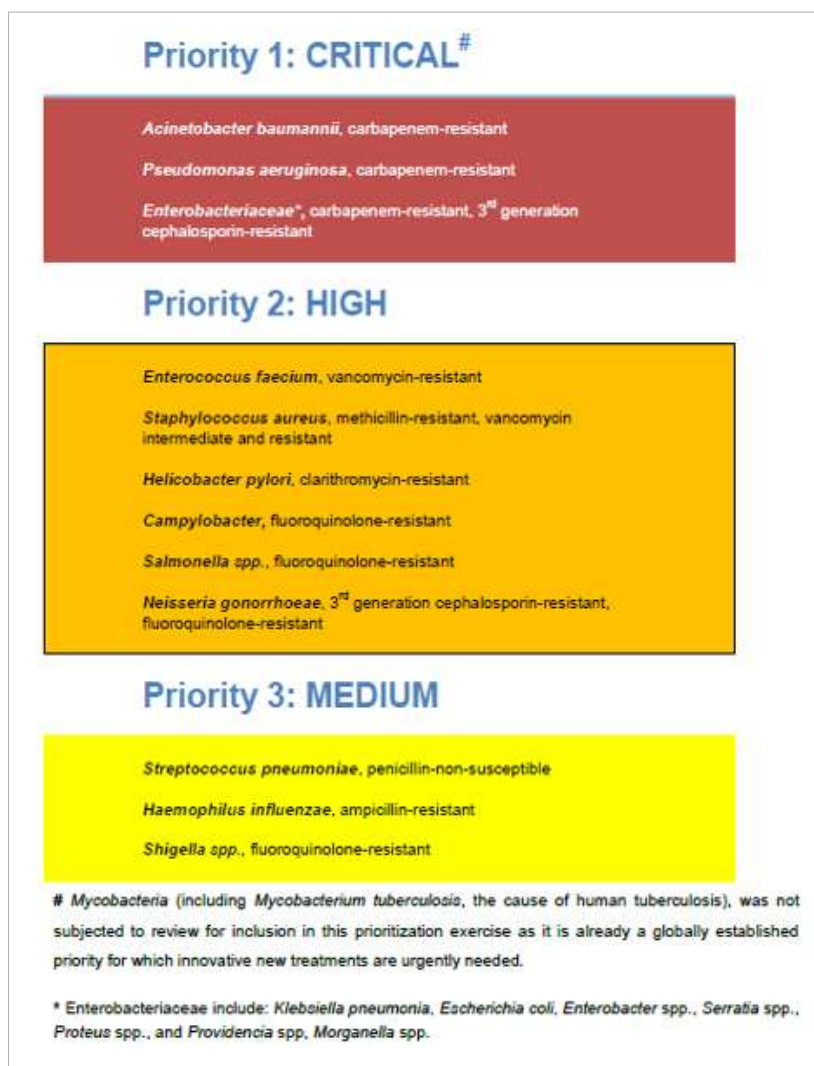 Priority 1: CRITICAL#
Acinetobacter baumannii, carbapenem-resistant
Pseudomonas aeruginosa, carbapenem-resistant
Enterobacteriaceae*, carbapenem-resistant, 3rd generation
cephalosporin-resistant
Priority 2: HIGH
Enterococcus faecium, vancomycin-resistant
Staphylococcus aureus, methicillin-resistant, vancomycin
intermediate and resistant
Helicobacter pylori, clarithromycin-resistant
Campylobacter, fluoroquinolone-resistant
Salmonella spp., fluoroquinolone-resistant
Neisseria gonorrhoeae, 3rd generation cephalosporin-resistant,
fluoroquinolone-resistant
Priority 3: MEDIUM
Streptococcus pneumoniae, penicillin-non-susceptible
Haemophilus influenzae, ampicillin-resistant
Shigella spp., fluoroquinolone-resistant
# Mycobacteria (including Mycobacterium tuberculosis, the cause of human tuberculosis), was not
subjected to review for inclusion in this prioritization exercise as it is already a globally established
priority for which innovative new treatments are urgently needed.
* Enterobacteriaceae include: Klebsiella pneumonia, Escherichia coli, Enterobacter spp., Serratia spp.,
Proteus spp., and Providencia spp, Morganella spp.